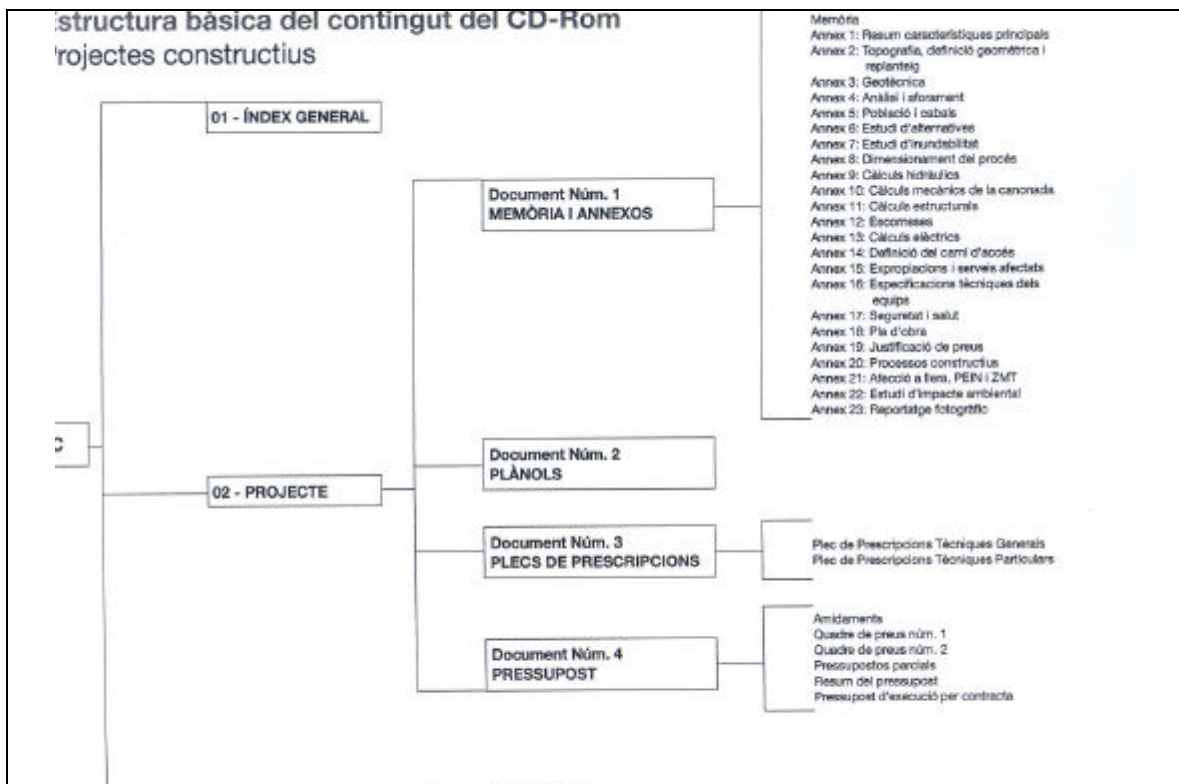 structura bàsica del contingut del CD-Rom
rojectes constructius
01 - ÍNDEX GENERAL
C
02 - PROJECTE
Document Núm. 1
MEMÒRIA I ANNEXOS
Memòria
Annex 1: Resum característiques principals
Annex 2: Topografia, definició geomètrica i
replanteig
Annex 3: Geotècnica
Annex 4: Anàlisi i aforament
Annex 5: Població i cabals
Annex 6: Estudi d'alternatives
Annex 7: Estudi d'inundabilitat
Annex 8: Dimensionament del procés
Annex 9: Càlculs hidràulics
Annex 10: Càlculs mecànics de la canonada
Annex 11: Càlculs estructurals
Annex 12: Escomeses
Annex 13: Càlculs elèctrics
Annex 14: Definició del camí d'accés
Annex 15: Expropiacions i serveis afectats
Annex 16: Especificacions tècniques dels
equips
Annex 17: Seguretat i salut
Annex 18: Pla d'obra
Annex 19: Justificació de preus
Annex 20: Processos constructius
Annex 21: Afecció a llera, PEIN i ZMT
Annex 22: Estudi d'impacte ambiental
Annex 23: Reportatge fotogràfic
Document Núm. 2
PLÀNOLS
Document Núm. 3
PLECS DE PRESCRIPCIONS
Plec de Prescripcions Tècniques Generals
Plec de Prescripcions Tècniques Particulars
Document Núm. 4
PRESSUPOST
Amidaments
Quadre de preus núm. 1
Quadre de preus núm. 2
Pressupostos parcials
Resum del pressupost
Pressupost d'execució per contracta